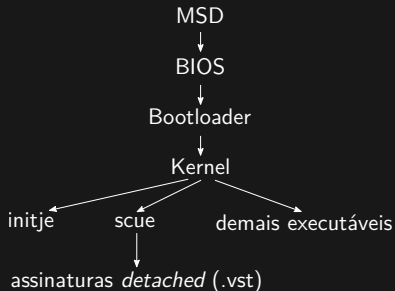 MSD
BIOS
Bootloader
Kernel
initje scue demais executáveis
assinaturas detached (.vst)